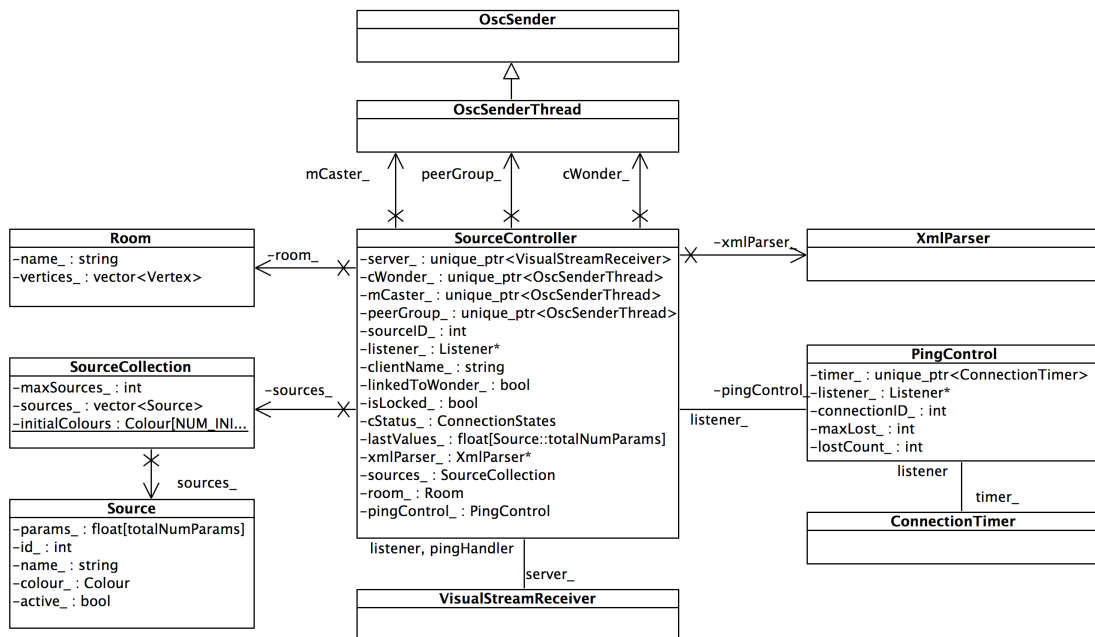 OscSender
OscSenderThread
mCaster_
peerGroup_
cWonder_
Room
-name_ : string
-vertices_ : vector<Vertex>
-room_
SourceController
-server_ : unique_ptr<VisualStreamReceiver>
-cWonder_ : unique_ptr<OscSenderThread>
-mCaster_ : unique_ptr<OscSenderThread>
-peerGroup_ : unique_ptr<OscSenderThread>
-sourceID_ : int
-listener_ : Listener*
-clientName_ : string
-linkedToWonder_ : bool
-isLocked_ : bool
-cStatus_ : ConnectionStates
-lastValues_ : float[Source::totalNumParams]
-xmlParser_ : XmlParser*
-sources_ : SourceCollection
-room_ : Room
-pingControl_ : PingControl
-xmlParser_
XmlParser
SourceCollection
-maxSources_ : int
-sources_ : vector<Source>
-initialColours : Colour[NUM_INI...
-sources_
sources_
Source
-params_ : float[totalNumParams]
-id_ : int
-name_ : string
-colour_ : Colour
-active_ : bool
-pingControl_
listener_
PingControl
-timer_ : unique_ptr<ConnectionTimer>
-listener_ : Listener*
-connectionID_ : int
-maxLost_ : int
-lostCount_ : int
listener
timer_
ConnectionTimer
listener, pingHandler
server_
VisualStreamReceiver